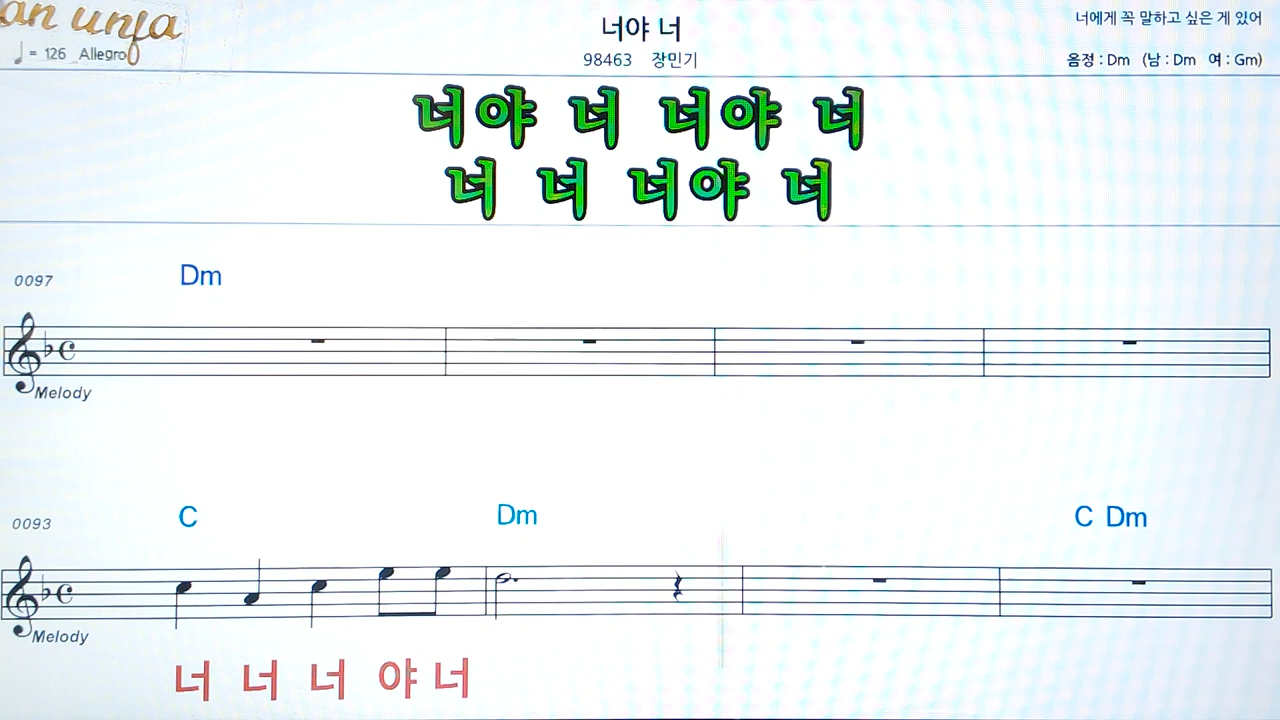 an unja
너야 너
너에게 꼭 말하고 싶은 게 있어
♩ = 126 Allegro
98463 장민기
음정 : Dm (남 : Dm 여 : Gm)
너야 너 너야 너
너 너 너야 너
0097
Dm
Melody
0093
C Dm C Dm
Melody
너 너 너 야 너